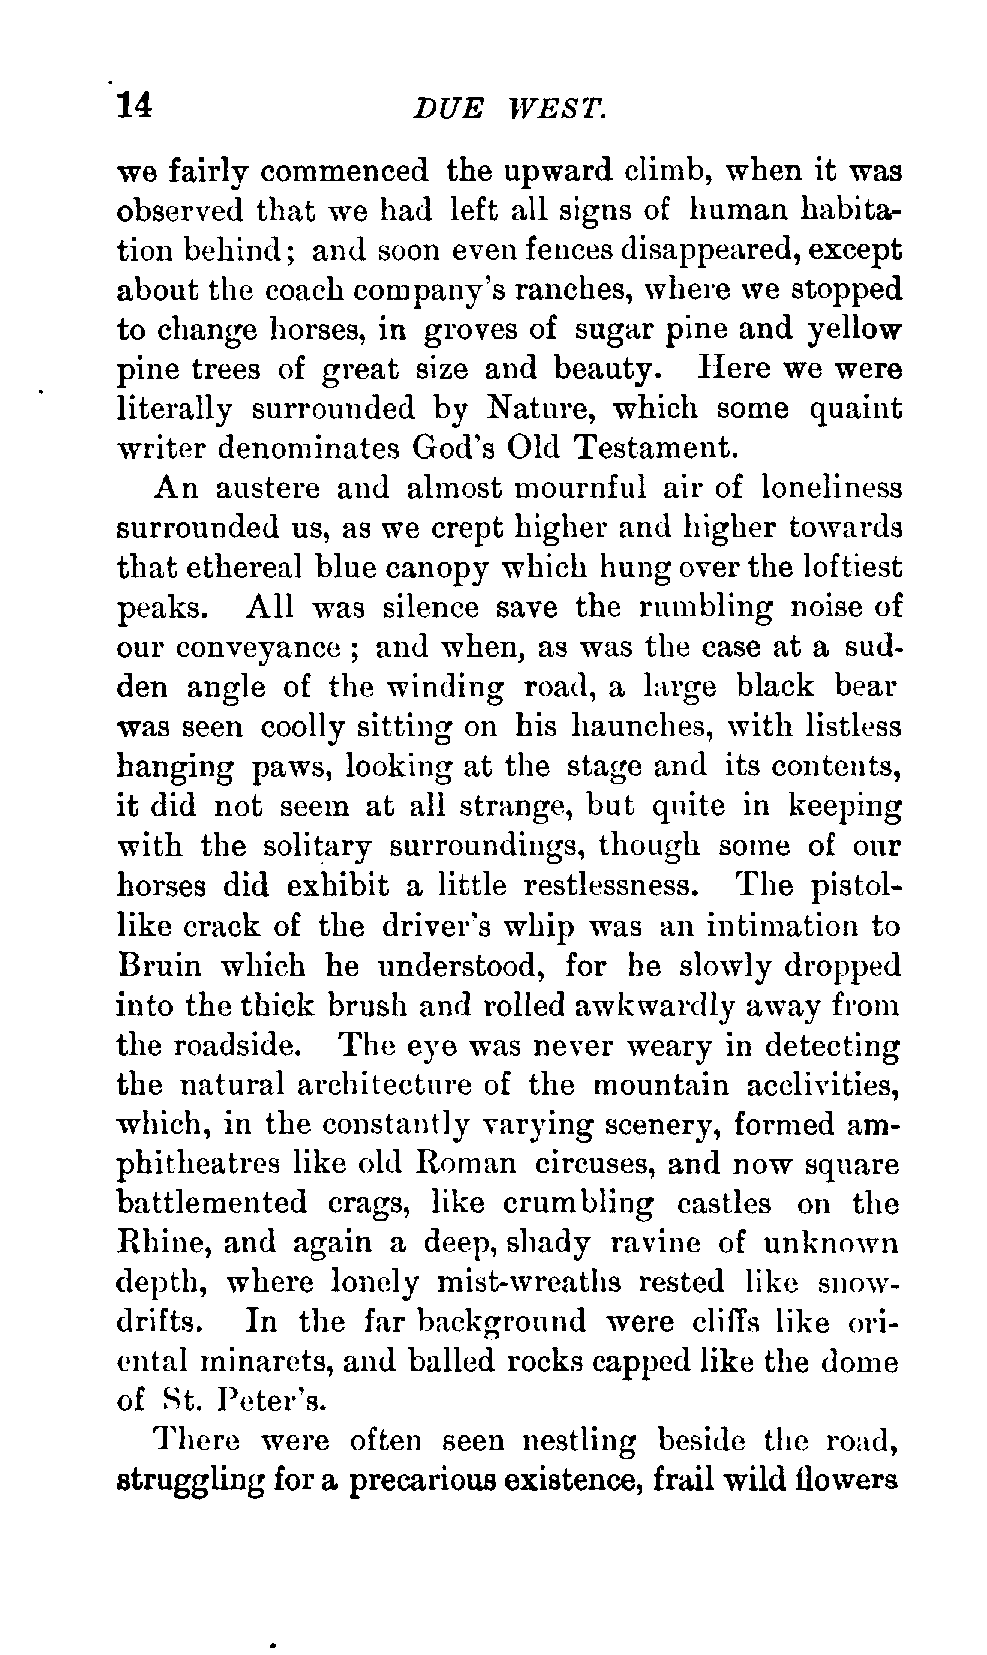 14 DUE WEST.
we fairly commenced the upward climb, when it was
observed that we had left all signs of human habita-
tion behind; and soon even fences disappeared, except
about the coach company's ranches, where we stopped
to change horses, in groves of sugar pine and yellow
pine trees of great size and beauty. Here we were
literally surrounded by Nature, which some quaint
writer denominates God's Old Testament.
An austere and almost mournful air of loneliness
surrounded us, as we crept higher and higher towards
that ethereal blue canopy which hung over the loftiest
peaks. All was silence save the rumbling noise of
our conveyance ; and when, as was the case at a sud-
den angle of the winding road, a large black bear
was seen coolly sitting on his haunches, with listless
hanging paws, looking at the stage and its contents,
it did not seem at all strange, but quite in keeping
with the solitary surroundings, though some of our
horses did exhibit a little restlessness. The pistol-
like crack of the driver's whip was an intimation to
Bruin which he understood, for he slowly dropped
into the thick brush and rolled awkwardly away from
the roadside. The eye was never weary in detecting
the natural architecture of the mountain acclivities,
which, in the constantly varying scenery, formed am-
phitheatres like old Roman circuses, and now square
battlemented crags, like crumbling castles on the
Rhine, and again a deep, shady ravine of unknown
depth, where lonely mist-wreaths rested like snow-
drifts. In the far background were cliffs like ori-
ental minarets, and balled rocks capped like the dome
of St. Peter's.
There were often seen nestling beside the road,
struggling for a precarious existence, frail wild flowers